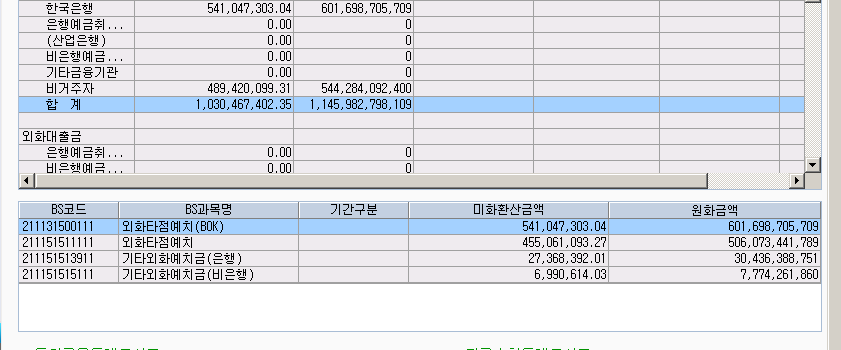 한국은행 541,047,303.04 601,698,705,709
은행예금취... 0.00 0
(산업은행) 0.00 0
비은행예금... 0.00 0
기타금융기관 0.00 0
비거주자 489,420,099.31 544,284,092,400
합 계 1,030,467,402.35 1,145,982,798,109
외화대출금
은행예금취... 0.00 0
비은행예금... 0.00 0
BS코드 BS과목명 기간구분 미화환산금액 원화금액
211131500111 외화타점예치(BOK) 541,047,303.04 601,698,705,709
211151511111 외화타점예치 455,061,093.27 506,073,441,789
211151513911 기타외화예치금(은행) 27,368,392.01 30,436,388,751
211151515111 기타외화예치금(비은행) 6,990,614.03 7,774,261,860